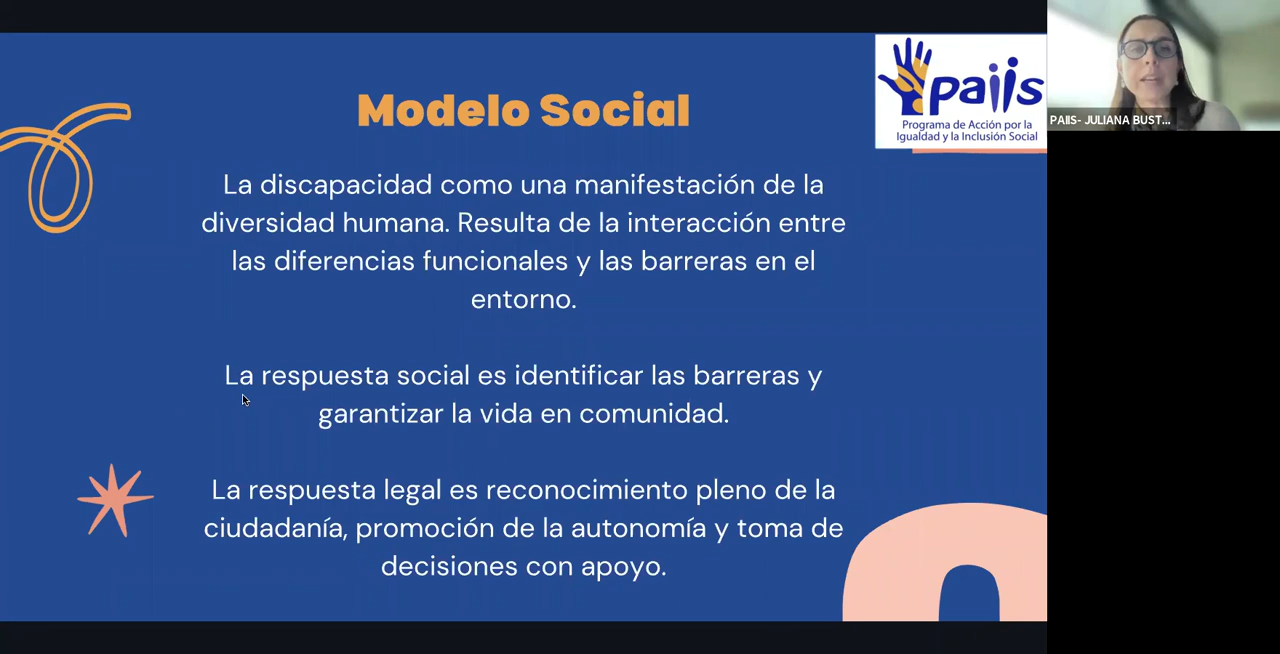 Modelo Social
La discapacidad como una manifestación de la
diversidad humana. Resulta de la interacción entre
las diferencias funcionales y las barreras en el
entorno.
La respuesta social es identificar las barreras y
garantizar la vida en comunidad.
La respuesta legal es reconocimiento pleno de la
ciudadanía, promoción de la autonomía y toma de
decisiones con apoyo.
paiis
Programa de Acción por la
Igualdad y la Inclusión Social
PAIIS- JULIANA BUST...